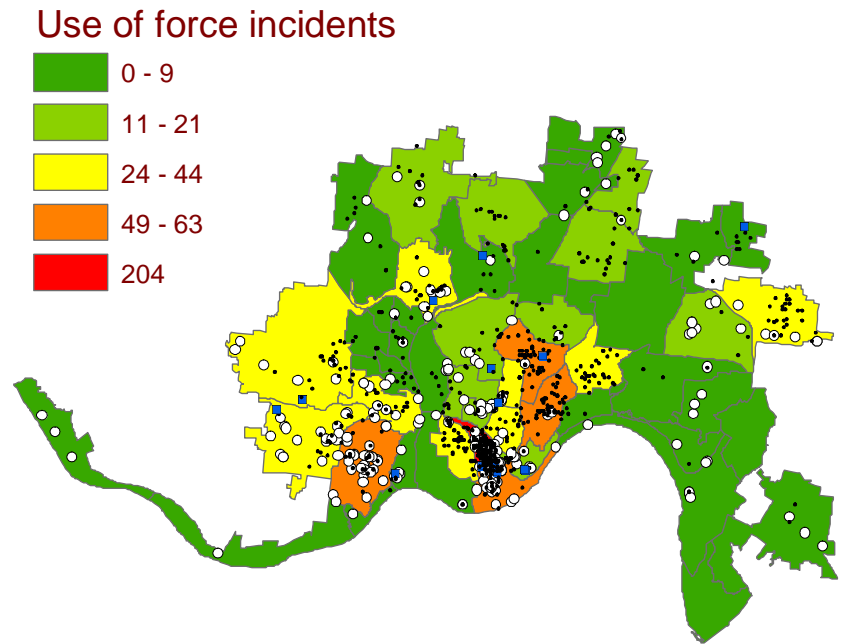 Use of force incidents
0 - 9
11 - 21
24 - 44
49 - 63
204